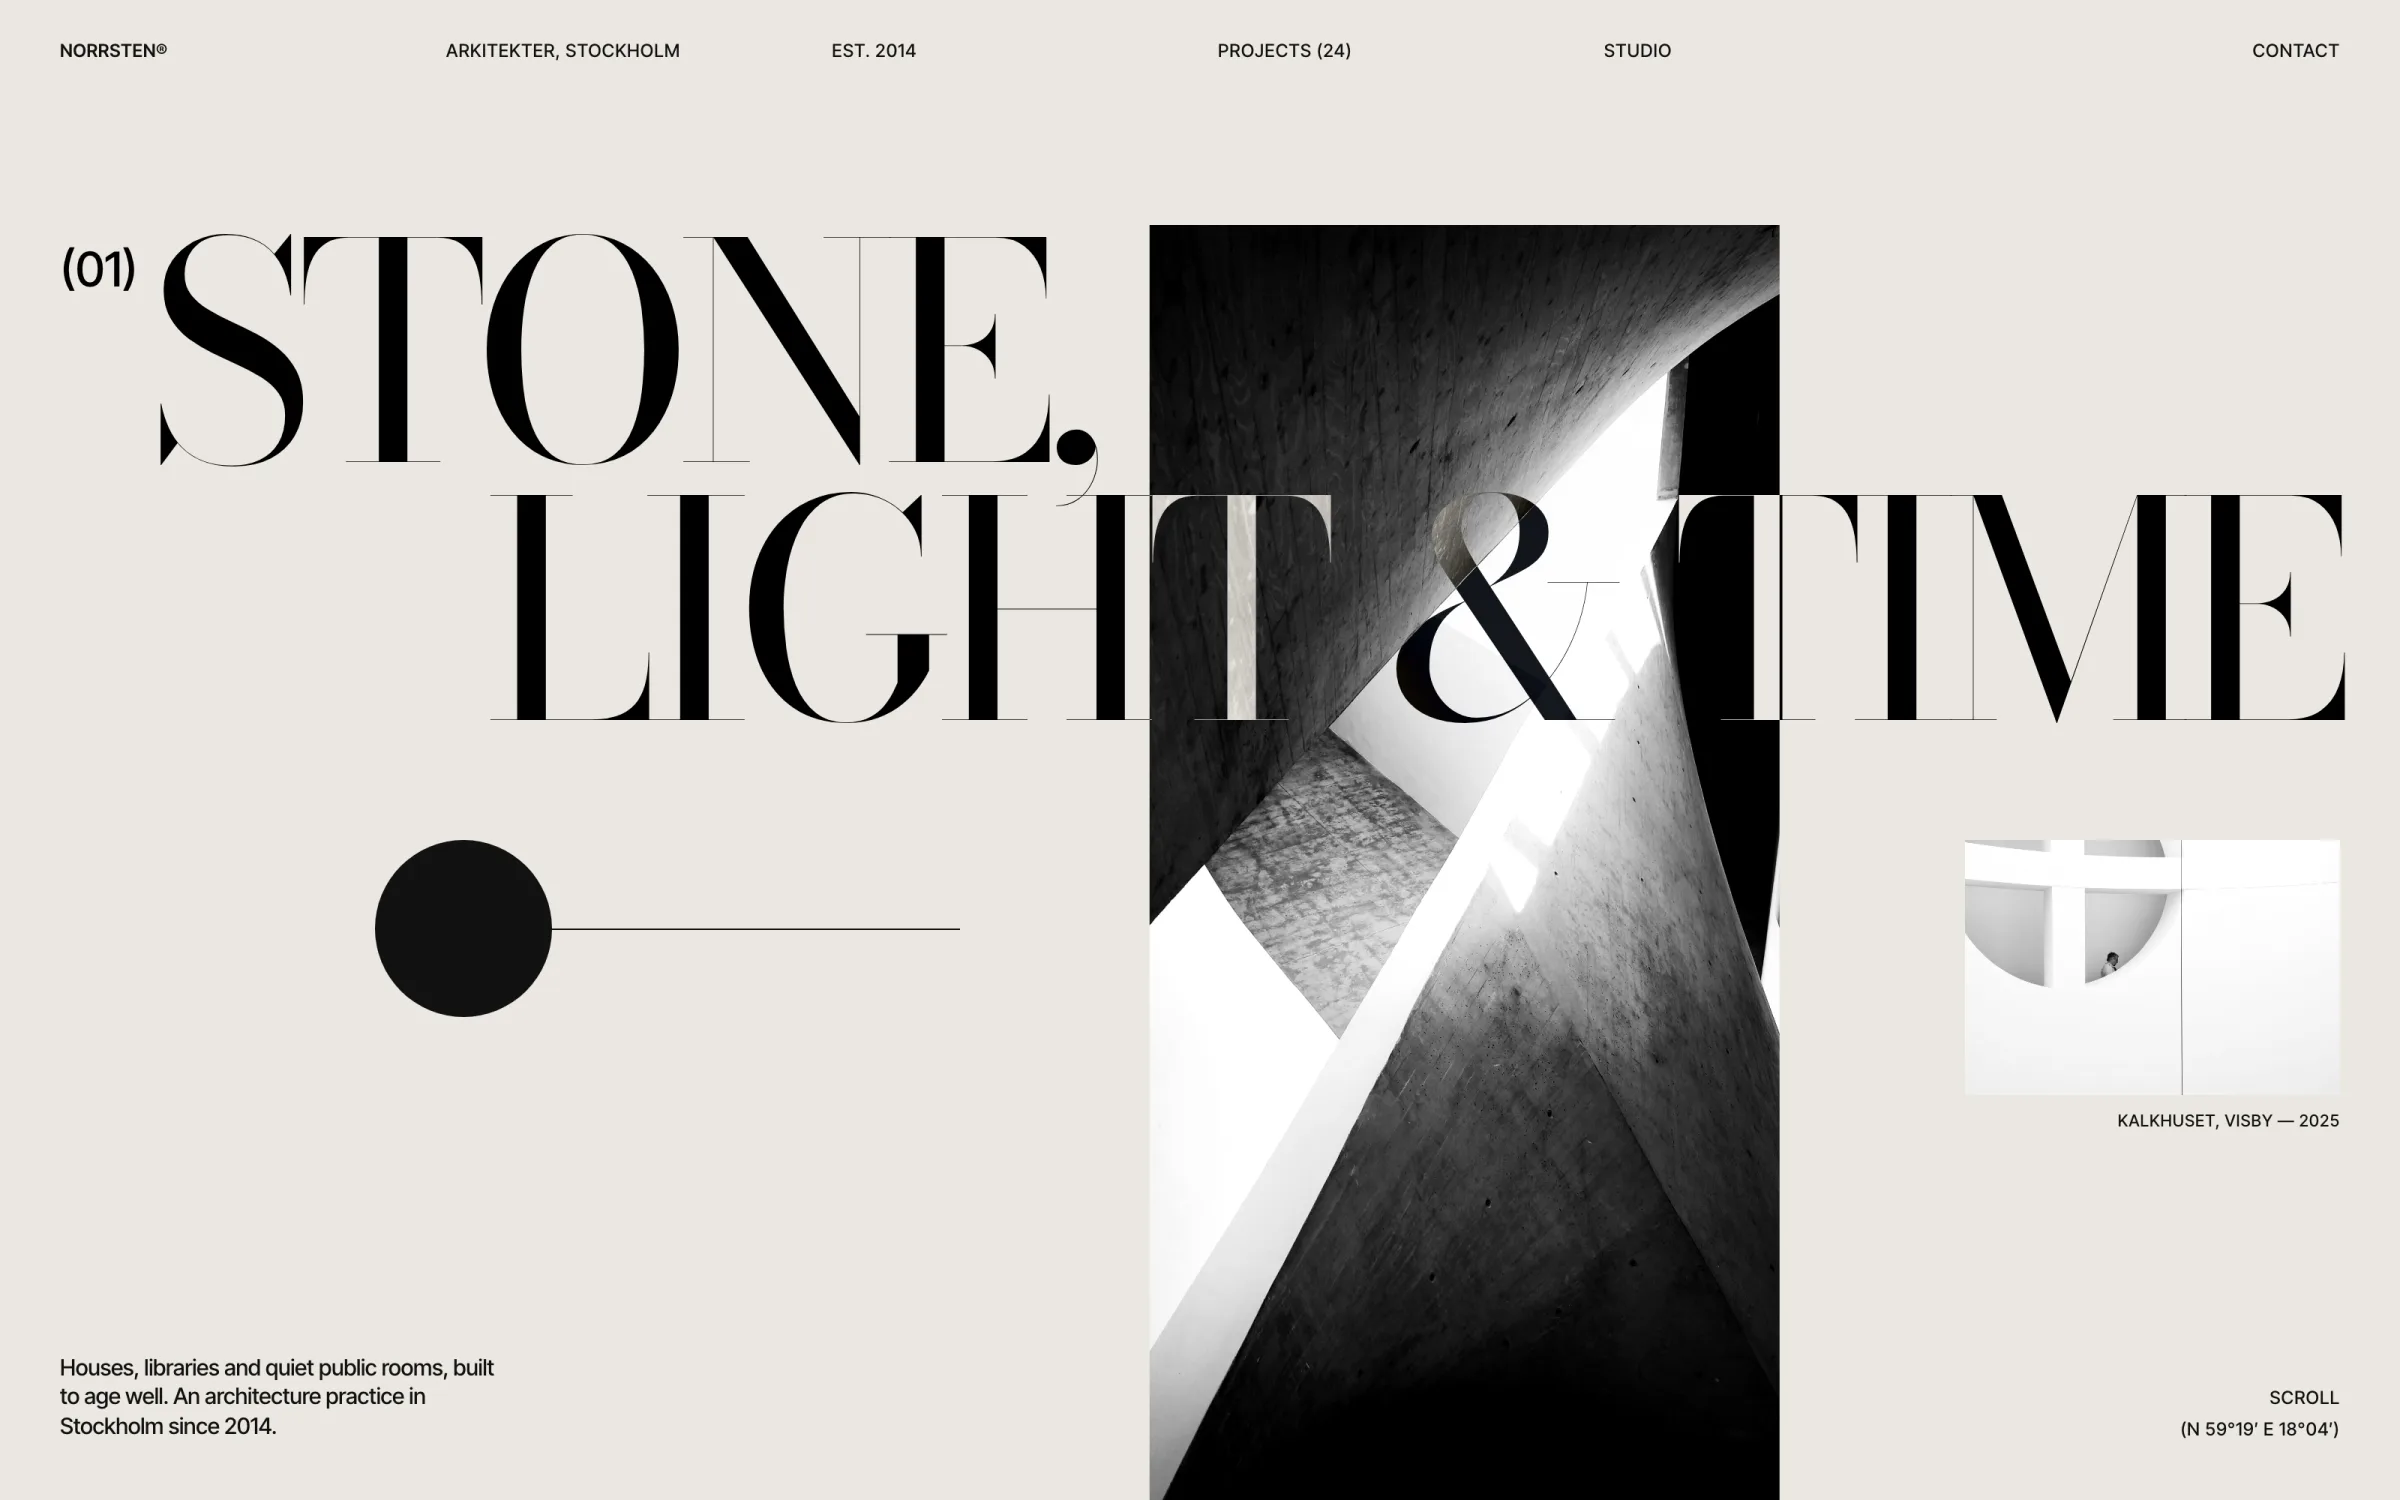 NORRSTEN®
ARKITEKTER, STOCKHOLM
EST. 2014
PROJECTS (24)
STUDIO
CONTACT
(01)
STONE,
LIGHT & TIME
KALKHUSET, VISBY — 2025
Houses, libraries and quiet public rooms, built
to age well. An architecture practice in
Stockholm since 2014.
SCROLL
(N 59°19′ E 18°04′)